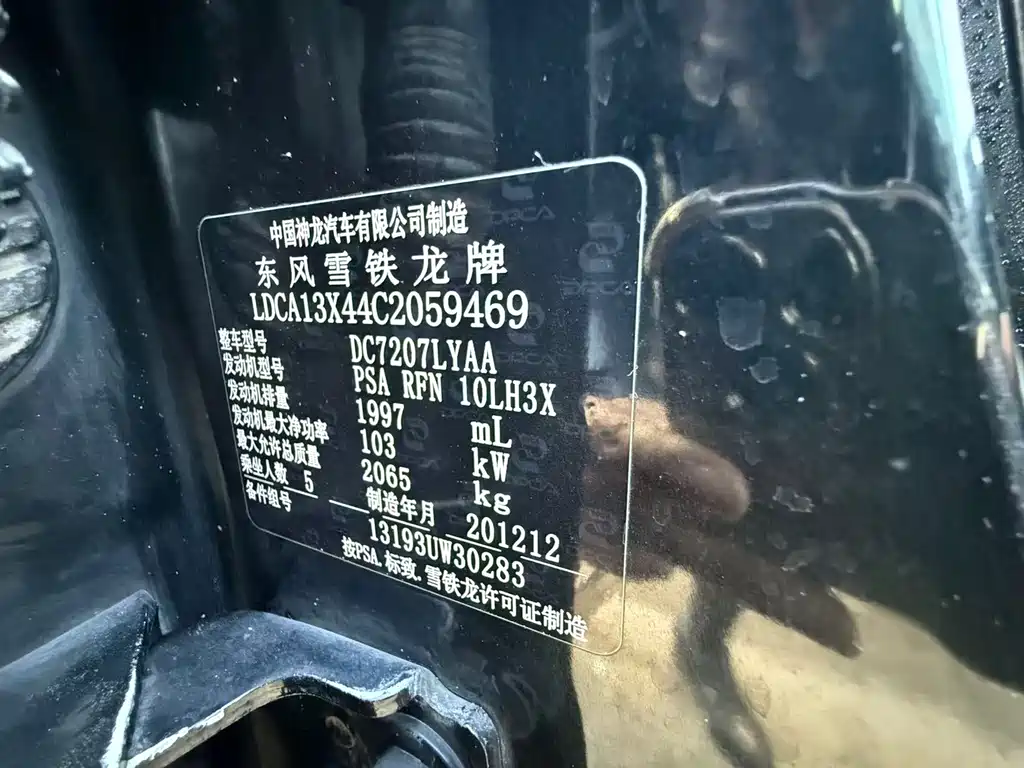 中国神龙汽车有限公司制造
东风雪铁龙牌
LDCA13X44C2059469
整车型号 DC7207LYAA
发动机型号 PSA RFN 10LH3X
发动机排量 1997 mL
发动机最大净功率 103 kW
最大允许总质量 2065 kg
乘坐人数 5 制造年月 201212
备件组号 13193UW30283
按PSA.标致.雪铁龙许可证制造